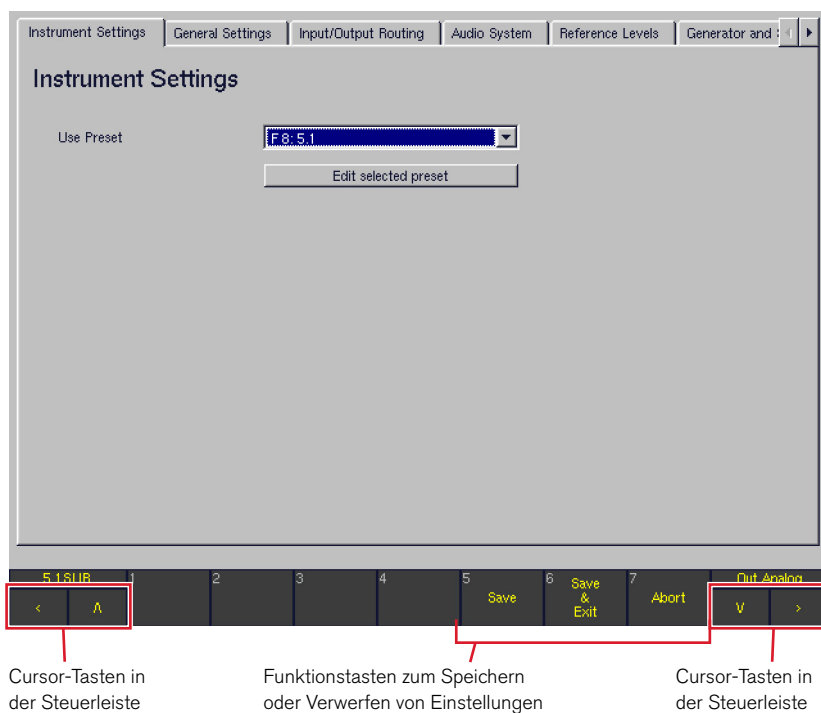 Instrument Settings General Settings Input/Output Routing Audio System Reference Levels Generator and
Instrument Settings
Use Preset F 8: 5.1
Edit selected preset
5.1SUB 1 2 3 4 5 Save 6 Save & Exit 7 Abort Out Analog
< Λ V >
Cursor-Tasten in
der Steuerleiste
Funktionstasten zum Speichern
oder Verwerfen von Einstellungen
Cursor-Tasten in
der Steuerleiste